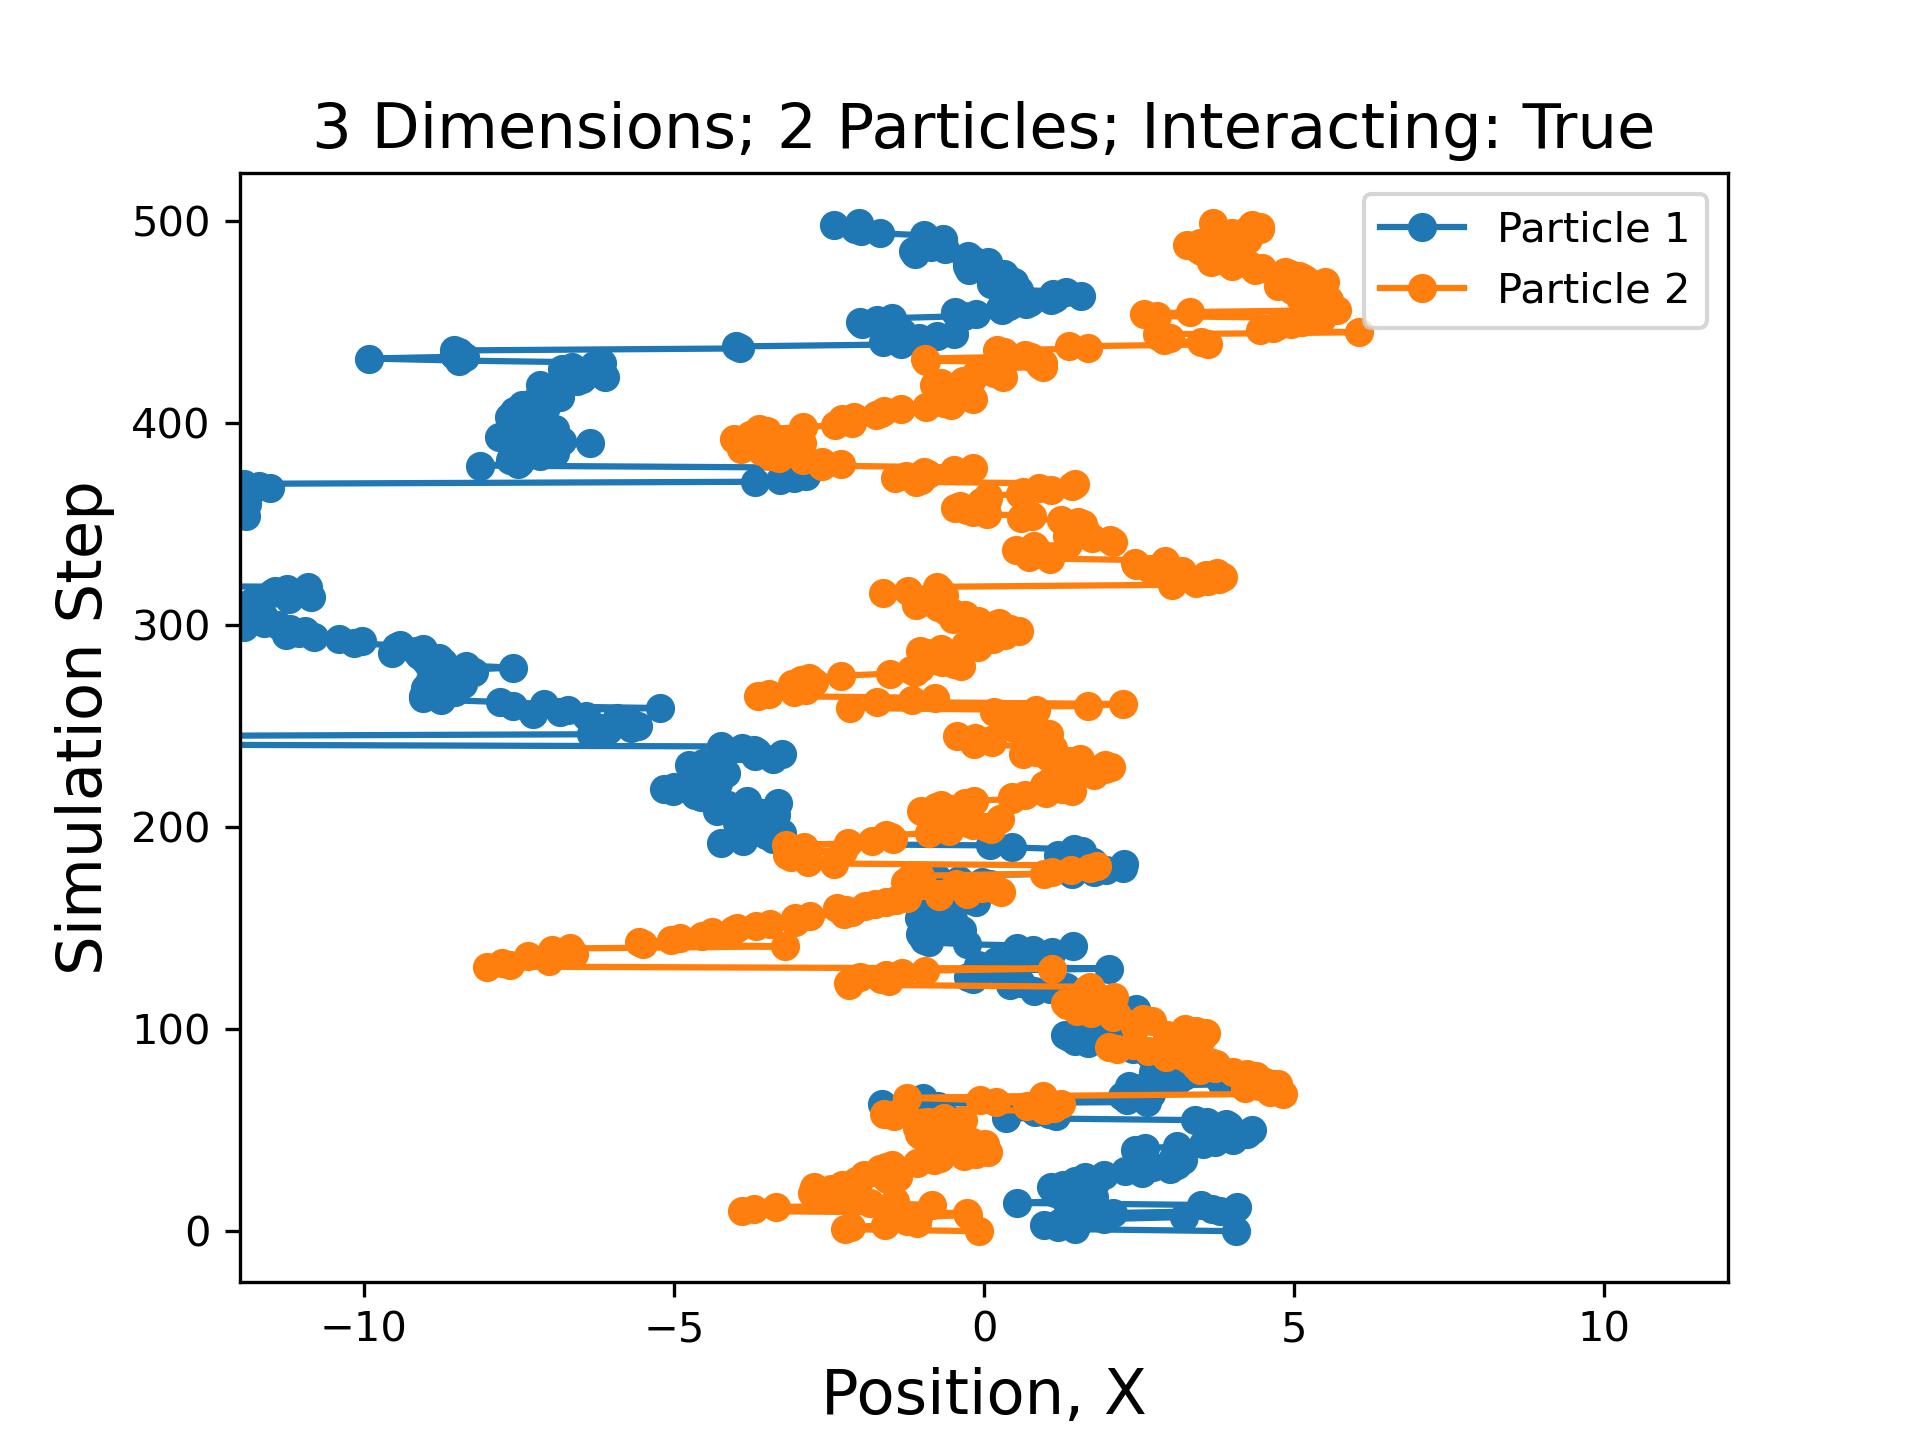 3 Dimensions; 2 Particles; Interacting: True
Particle 1
Particle 2
Simulation Step
500
400
300
200
100
0
−10
−5
0
5
10
Position, X